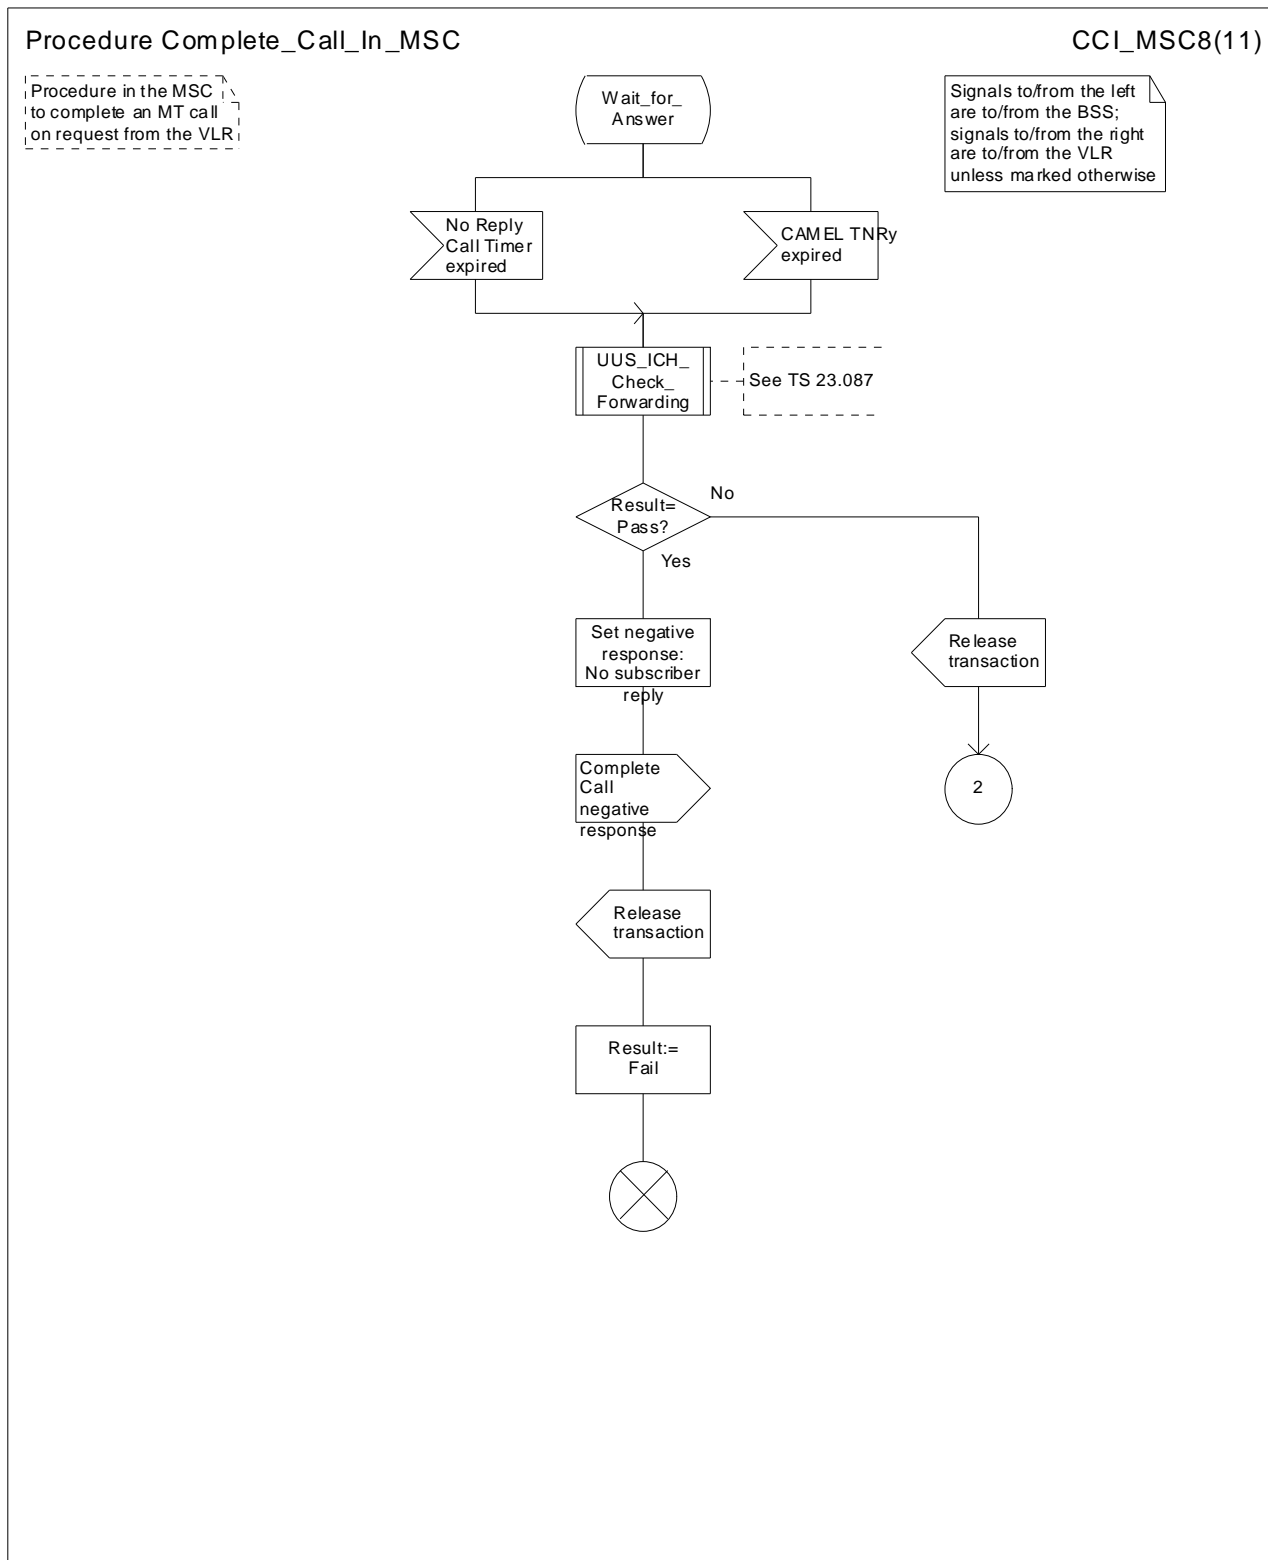 Procedure Complete_Call_In_MSC
CCI_MSC8(11)
Procedure in the MSC
to complete an MT call
on request from the VLR
Wait_for_
Answer
Signals to/from the left
are to/from the BSS;
signals to/from the right
are to/from the VLR
unless marked otherwise
No Reply
Call Timer
expired
CAMEL TNRy
expired
UUS_ICH_
Check_
Forwarding
See TS 23.087
Result=
Pass?
No
Yes
Set negative
response:
No subscriber
reply
Release
transaction
Complete
Call
negative
response
2
Release
transaction
Result:=
Fail